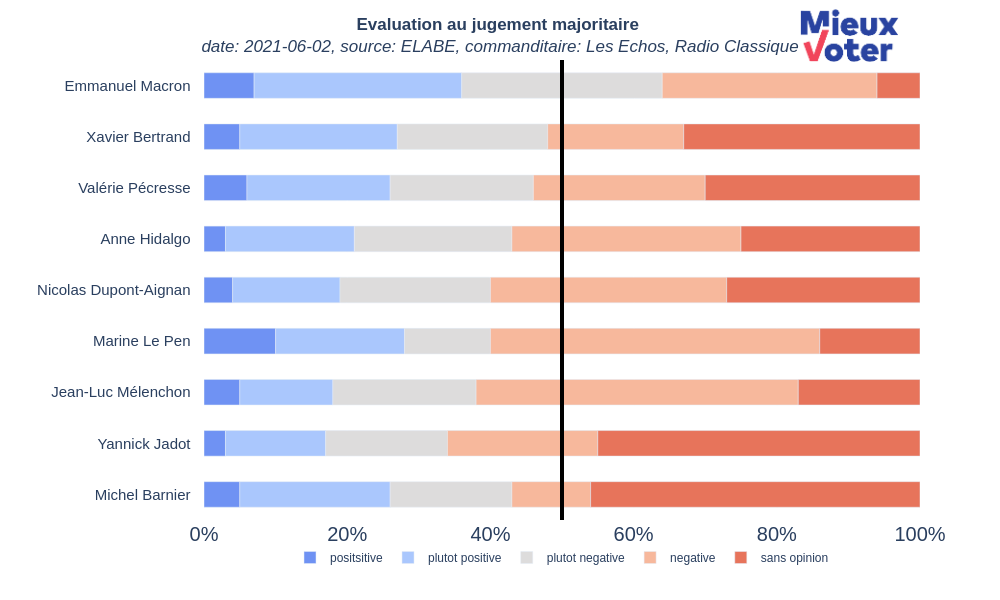 Evaluation au jugement majoritaire
date: 2021-06-02, source: ELABE, commanditaire: Les Echos, Radio Classique
Mieux
Voter
Emmanuel Macron
Xavier Bertrand
Valérie Pécresse
Anne Hidalgo
Nicolas Dupont-Aignan
Marine Le Pen
Jean-Luc Mélenchon
Yannick Jadot
Michel Barnier
0% 20% 40% 60% 80% 100%
positsitive plutot positive plutot negative negative sans opinion